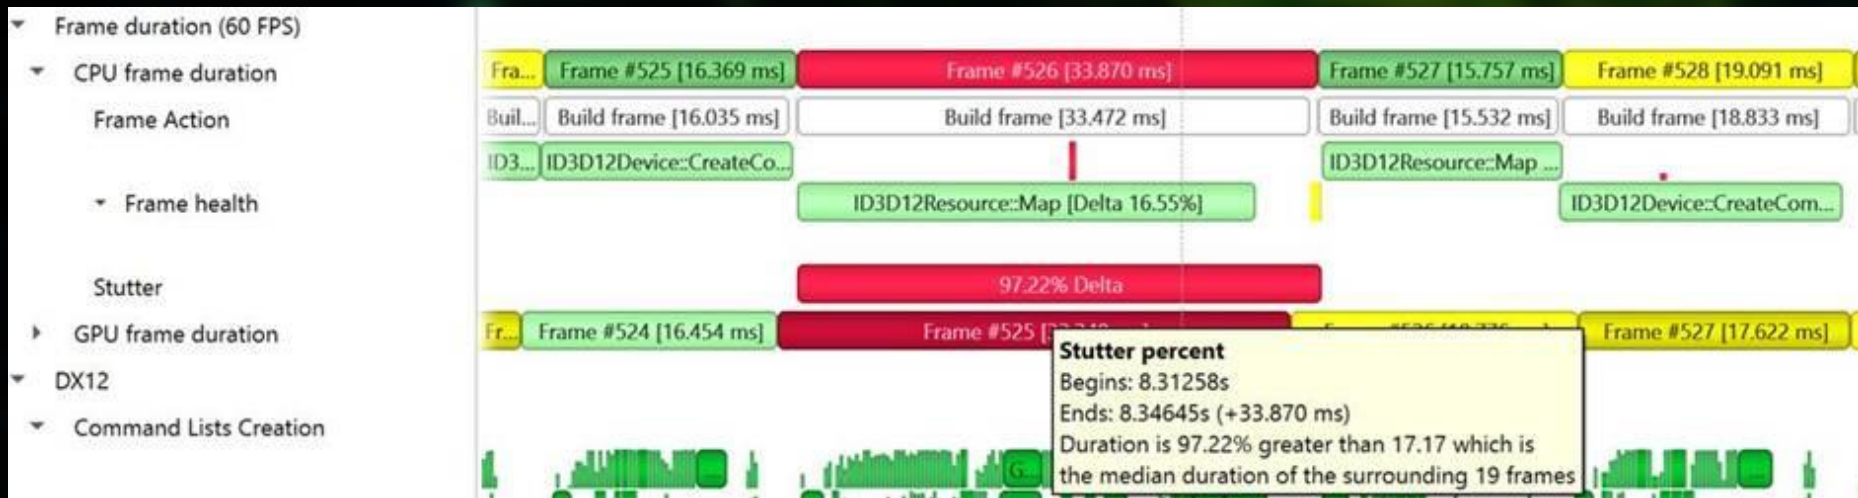 Frame duration (60 FPS)
CPU frame duration
Fra... Frame #525 [16.369 ms] Frame #526 [33.870 ms] Frame #527 [15.757 ms] Frame #528 [19.091 ms]
Frame Action
Buil... Build frame [16.035 ms] Build frame [33.472 ms] Build frame [15.532 ms] Build frame [18.833 ms]
ID3... ID3D12Device::CreateCo... ID3D12Resource::Map ...
Frame health
ID3D12Resource::Map [Delta 16.55%] ID3D12Device::CreateCom...
Stutter
97.22% Delta
GPU frame duration
Fr... Frame #524 [16.454 ms] Frame #525 Frame #527 [17.622 ms]
Stutter percent
Begins: 8.31258s
Ends: 8.34645s (+33.870 ms)
Duration is 97.22% greater than 17.17 which is
the median duration of the surrounding 19 frames
DX12
Command Lists Creation
G...